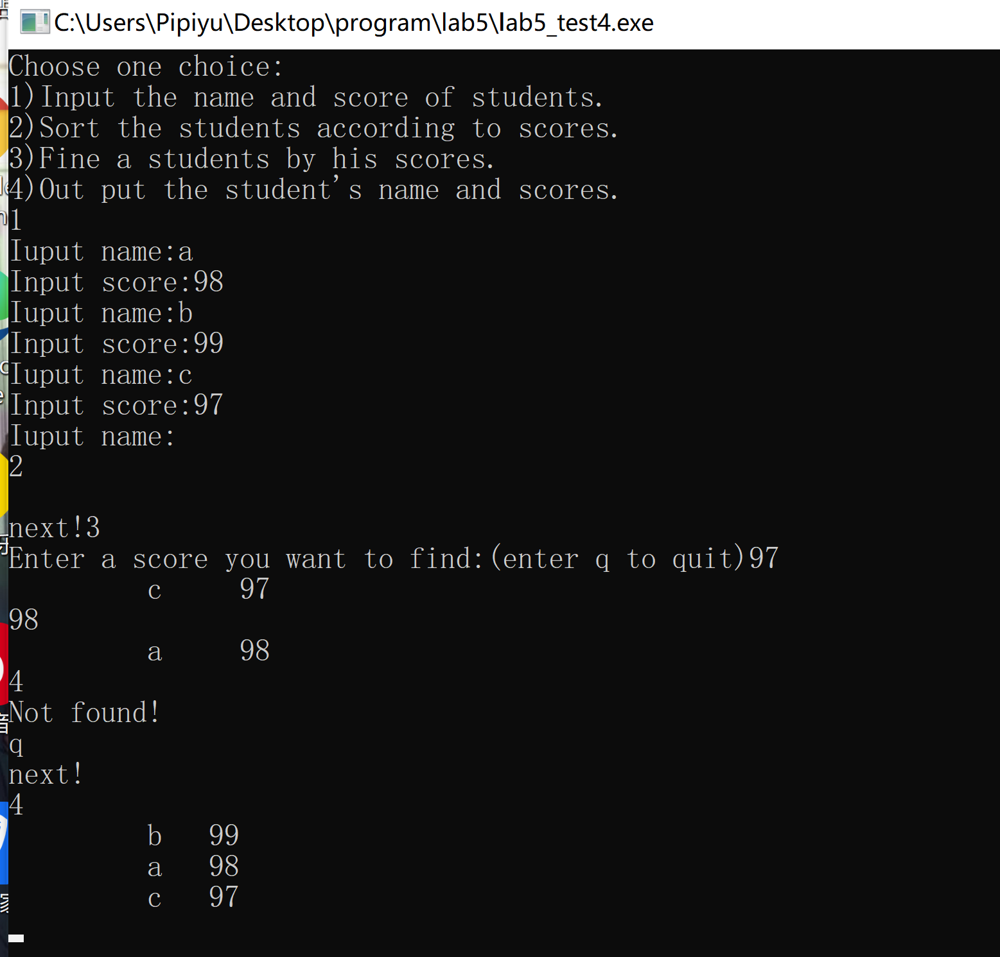 C:\Users\Pipiyu\Desktop\program\lab5\lab5_test4.exe
Choose one choice:
1)Input the name and score of students.
2)Sort the students according to scores.
3)Fine a students by his scores.
4)Out put the student's name and scores.
1
Iuput name:a
Input score:98
Iuput name:b
Input score:99
Iuput name:c
Input score:97
Iuput name:
2
next!3
Enter a score you want to find:(enter q to quit)97
c 97
98
a 98
4
Not found!
q
next!
4
b 99
a 98
c 97